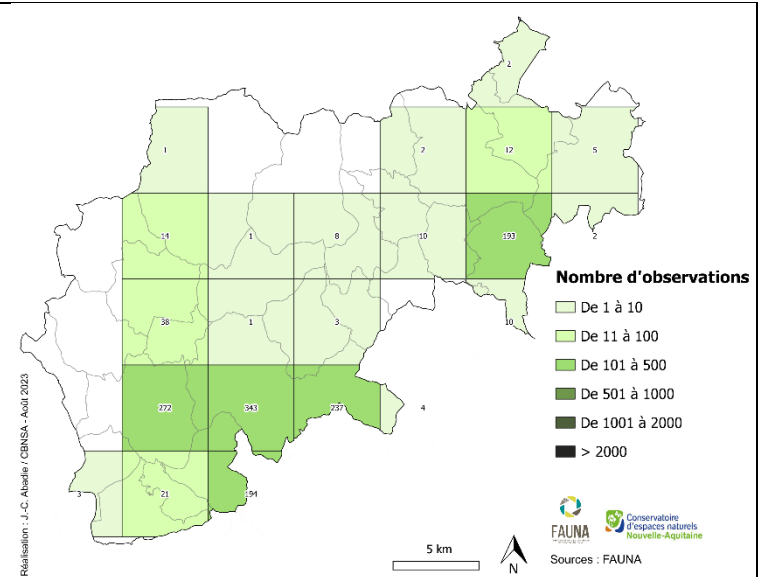 2
1
2
12
5
14
1
8
10
193
2
38
1
3
10
272
343
237
4
3
21
194
Nombre d'observations
De 1 à 10
De 11 à 100
De 101 à 500
De 501 à 1000
De 1001 à 2000
> 2000
Réalisation : J.-C. Abadie / CBNSA - Août 2023
5 km
N
FAUNA
Conservatoire
d'espaces naturels
Nouvelle-Aquitaine
Sources : FAUNA